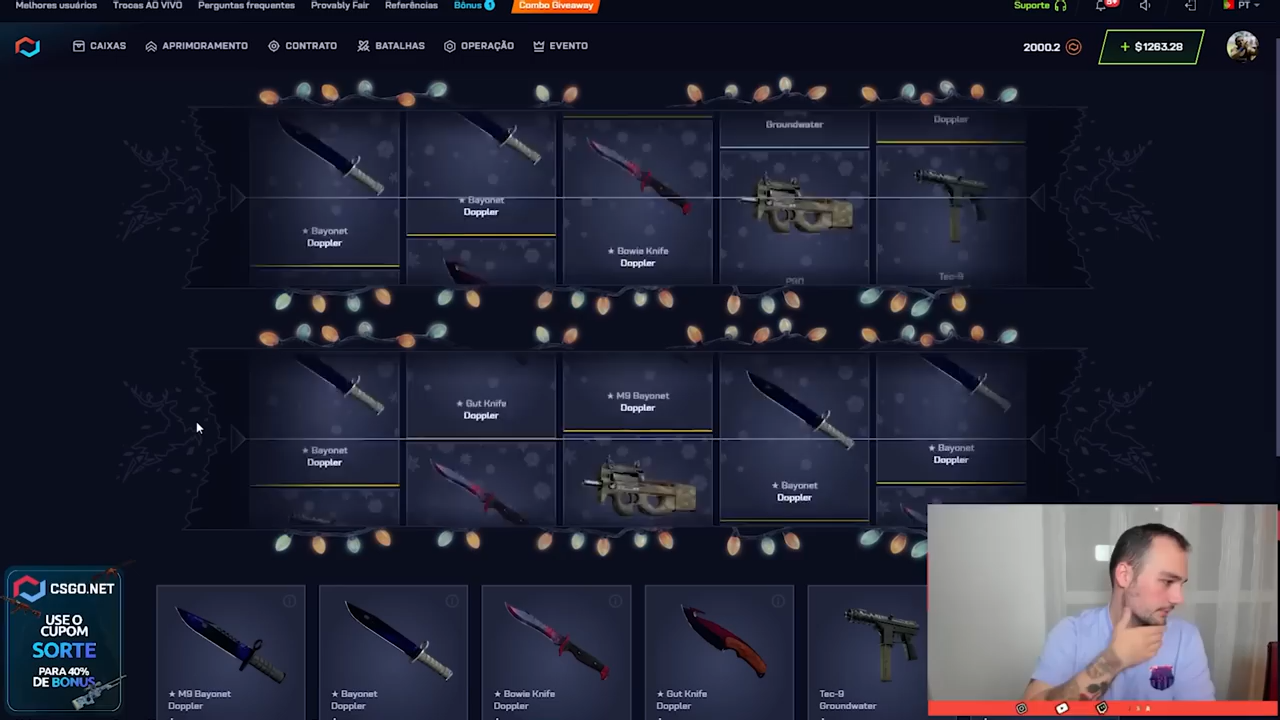 Melhores usuários Trocas AO VIVO Perguntas frequentes Provably Fair Referências Bônus 1 Combo Giveaway Suporte PT
CAIXAS APRIMORAMENTO CONTRATO BATALHAS OPERAÇÃO EVENTO 2000.2 + $1263.28
Groundwater
Doppler
★ Bayonet
Doppler
★ Bayonet
Doppler
★ Bowie Knife
Doppler
P90
Tec-9
★ Bayonet
Doppler
★ Gut Knife
Doppler
★ M9 Bayonet
Doppler
★ Bayonet
Doppler
★ Bayonet
Doppler
CSGO.NET
USE O
CUPOM
SORTE
PARA 40%
DE BONUS
★ M9 Bayonet
Doppler
★ Bayonet
Doppler
★ Bowie Knife
Doppler
★ Gut Knife
Doppler
Tec-9
Groundwater